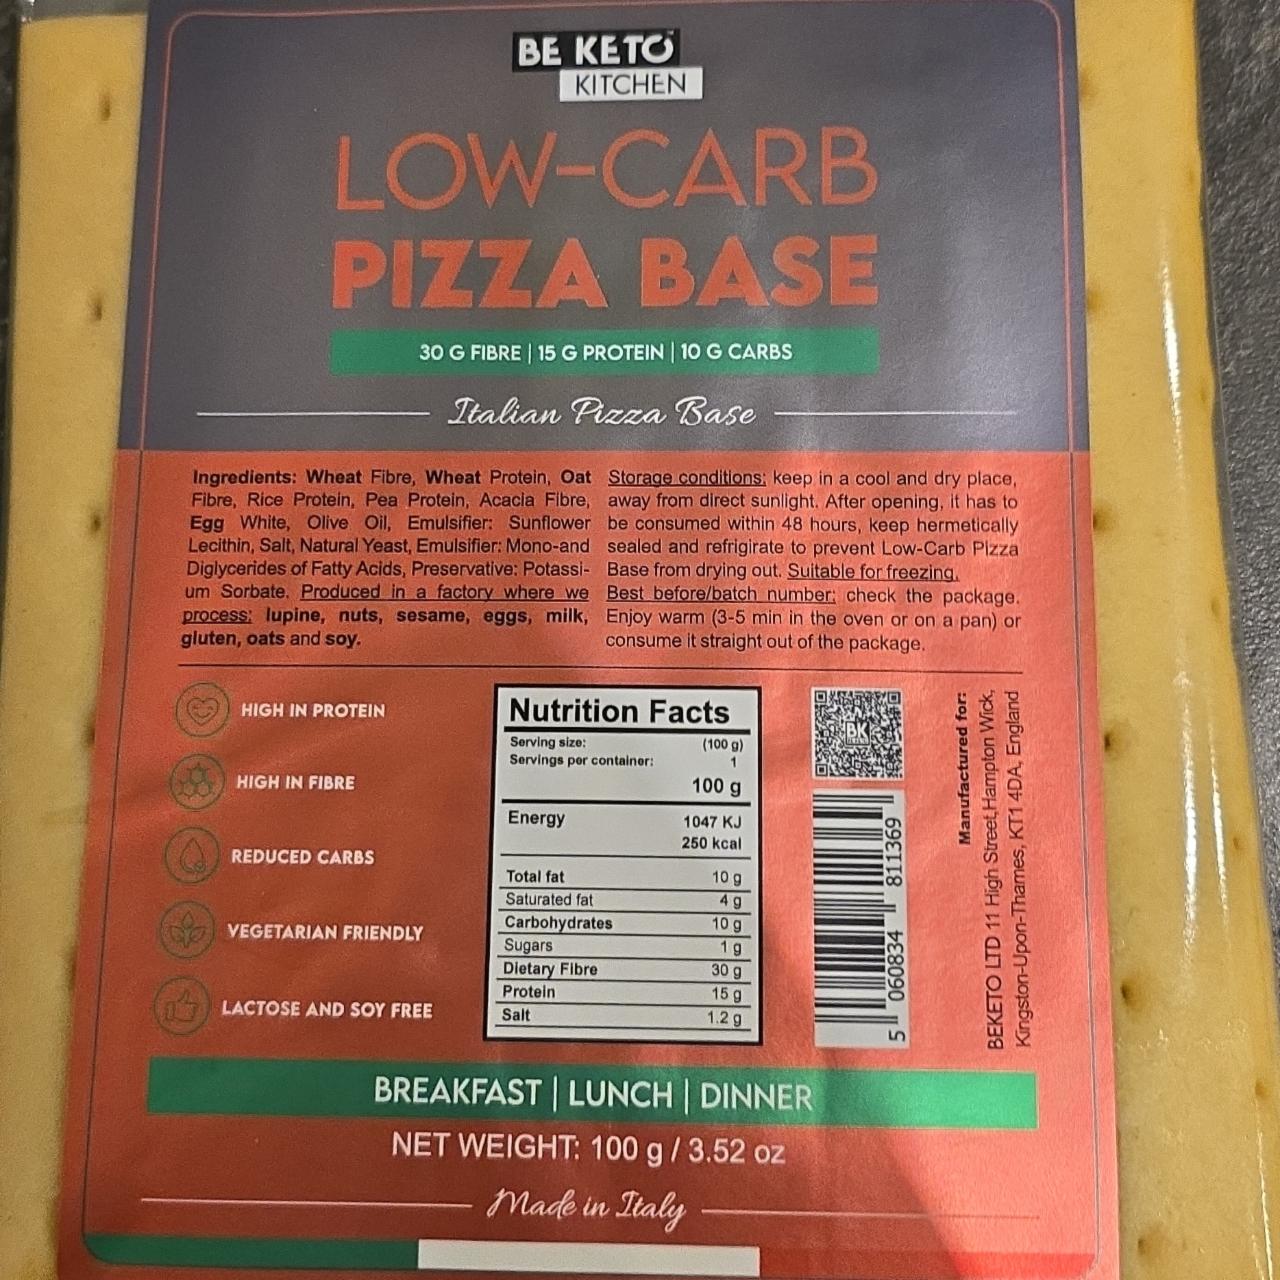 BE KETO™
KITCHEN
LOW-CARB
PIZZA BASE
30 G FIBRE | 15 G PROTEIN | 10 G CARBS
Italian Pizza Base
Ingredients: Wheat Fibre, Wheat Protein, Oat
Fibre, Rice Protein, Pea Protein, Acacia Fibre,
Egg White, Olive Oil, Emulsifier: Sunflower
Lecithin, Salt, Natural Yeast, Emulsifier: Mono-and
Diglycerides of Fatty Acids, Preservative: Potassi-
um Sorbate. Produced in a factory where we
process: lupine, nuts, sesame, eggs, milk,
gluten, oats and soy.
Storage conditions: keep in a cool and dry place,
away from direct sunlight. After opening, it has to
be consumed within 48 hours, keep hermetically
sealed and refrigirate to prevent Low-Carb Pizza
Base from drying out. Suitable for freezing.
Best before/batch number: check the package.
Enjoy warm (3-5 min in the oven or on a pan) or
consume it straight out of the package.
HIGH IN PROTEIN
HIGH IN FIBRE
REDUCED CARBS
VEGETARIAN FRIENDLY
LACTOSE AND SOY FREE
Nutrition Facts
Serving size: (100 g)
Servings per container: 1
100 g
Energy 1047 KJ
250 kcal
Total fat 10 g
Saturated fat 4 g
Carbohydrates 10 g
Sugars 1 g
Dietary Fibre 30 g
Protein 15 g
Salt 1.2 g
BK
5 060834 811369
Manufactured for:
BEKETO LTD 11 High Street,Hampton Wick,
Kingston-Upon-Thames, KT1 4DA, England
BREAKFAST | LUNCH | DINNER
NET WEIGHT: 100 g / 3.52 oz
Made in Italy